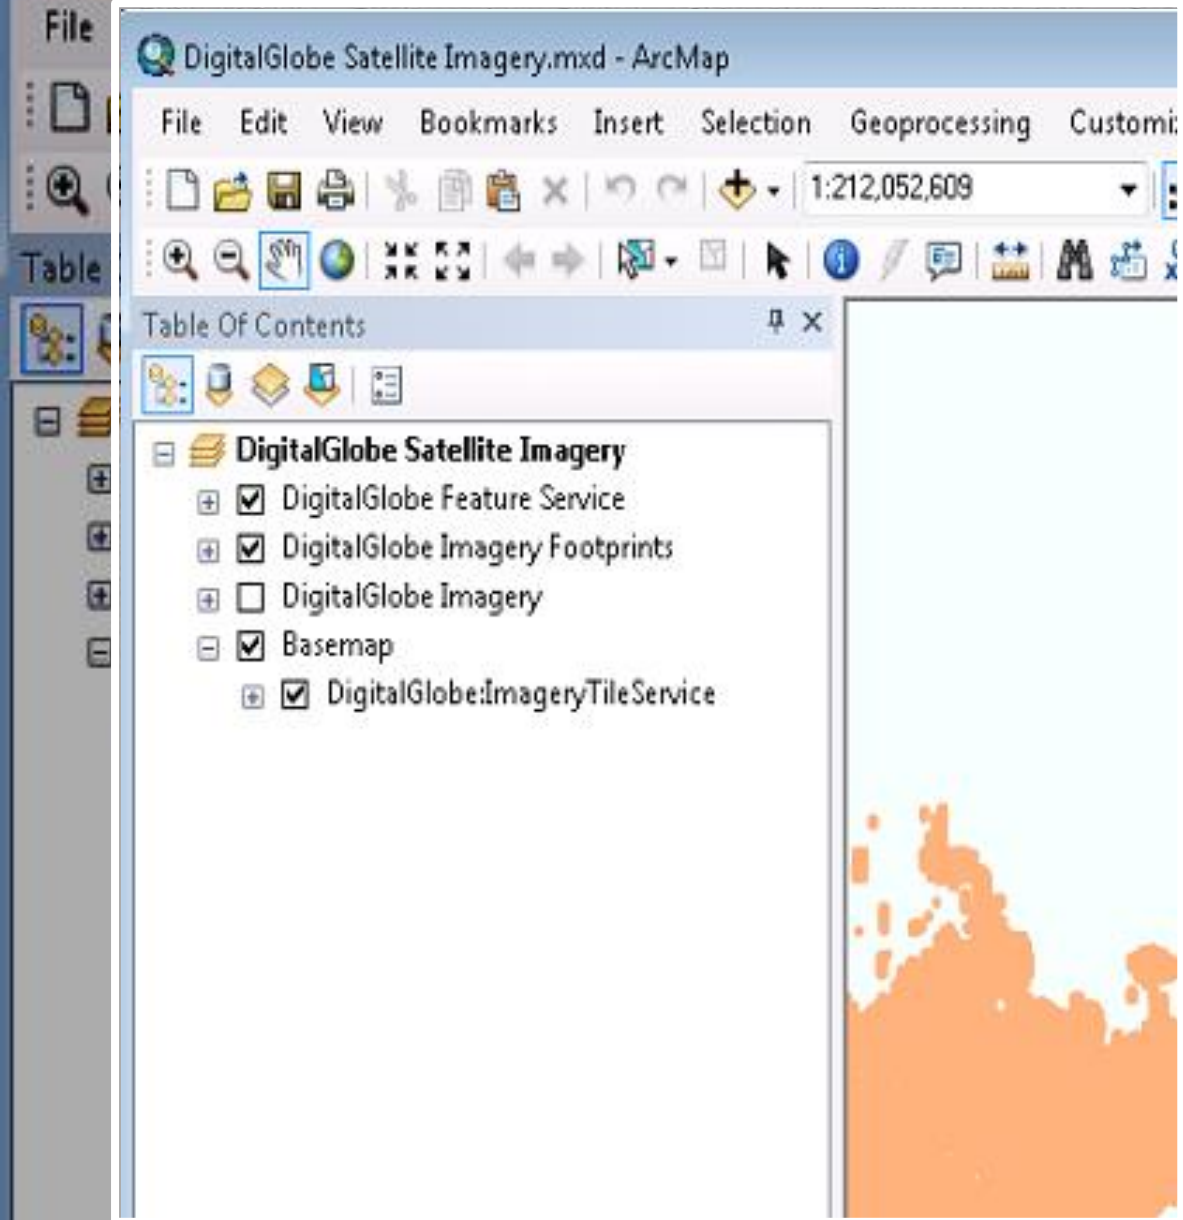 File
Table
DigitalGlobe Satellite Imagery.mxd - ArcMap
File Edit View Bookmarks Insert Selection Geoprocessing
1:212,052,609
Table Of Contents
DigitalGlobe Satellite Imagery
DigitalGlobe Feature Service
DigitalGlobe Imagery Footprints
DigitalGlobe Imagery
Basemap
DigitalGlobe:ImageryTileService